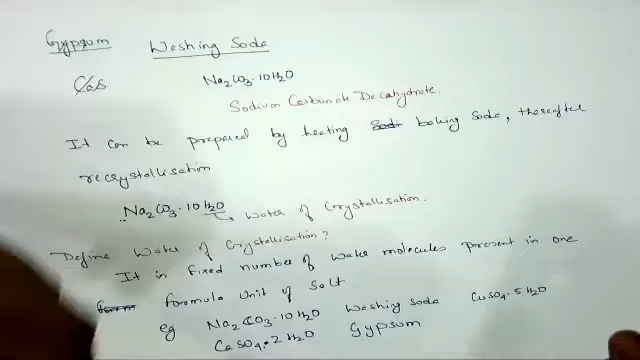 Gypsum Washing Soda
CaS Na2CO3·10H2O
Sodium Carbonate Decahydrate.
It can be prepared by heating Sodi baking soda, thereafter
recrystallisation
Na2CO3·10H2O → Water of Crystallisation.
Define Water of Crystallisation?
It is fixed number of water molecules present in one
Form Formula Unit of Salt
eg Na2CO3·10H2O Washing soda CuSO4·5H2O
CaSO4·2H2O Gypsum